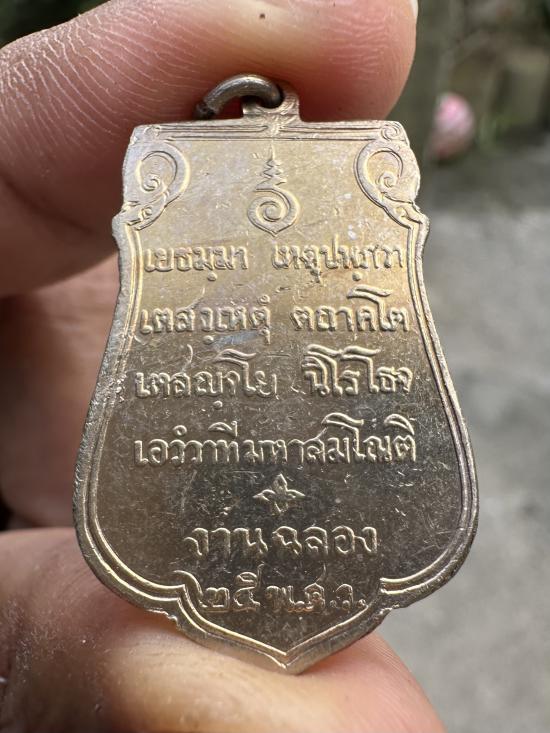 เยธมฺมา เหตุปฺพฺภวา
เตสํเหตุํ ตถาคโต
เตสญฺจโย นิโรโธจ
เอวํวาทีมหาสมโณติ
งานฉลอง
๒๕ พ.ศ.ว.